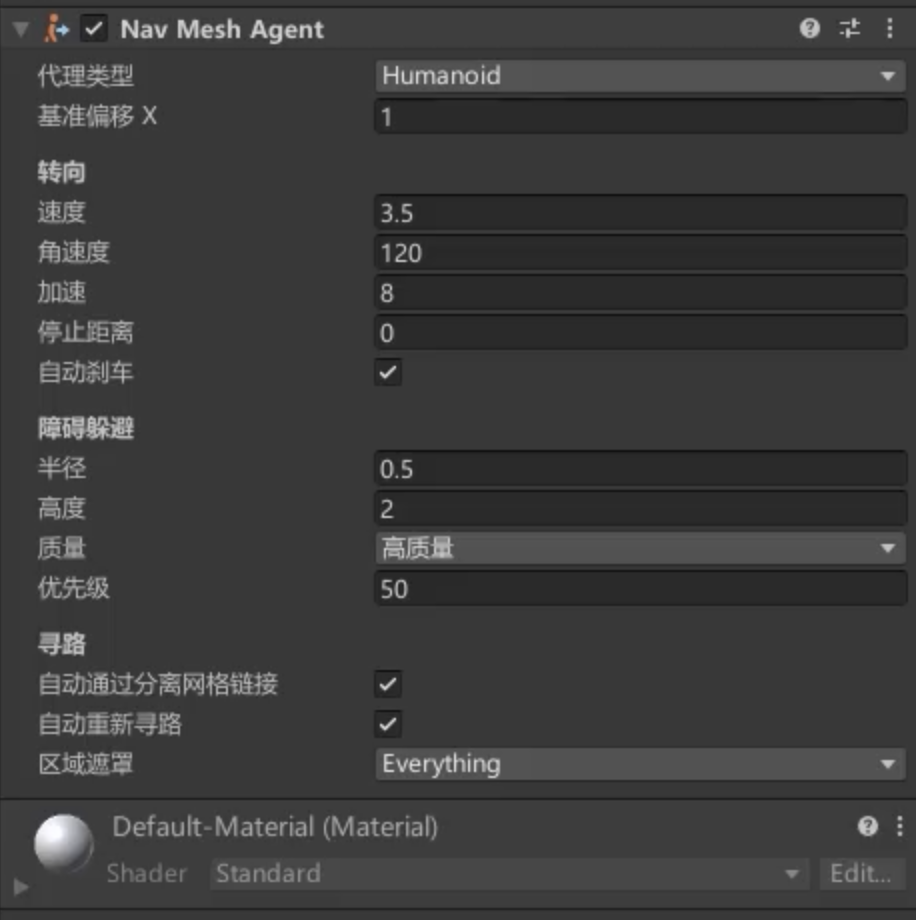 Nav Mesh Agent
代理类型 Humanoid
基准偏移 X 1
转向
速度 3.5
角速度 120
加速 8
停止距离 0
自动刹车
障碍躲避
半径 0.5
高度 2
质量 高质量
优先级 50
寻路
自动通过分离网格链接
自动重新寻路
区域遮罩 Everything
Default-Material (Material)
Shader Standard Edit...